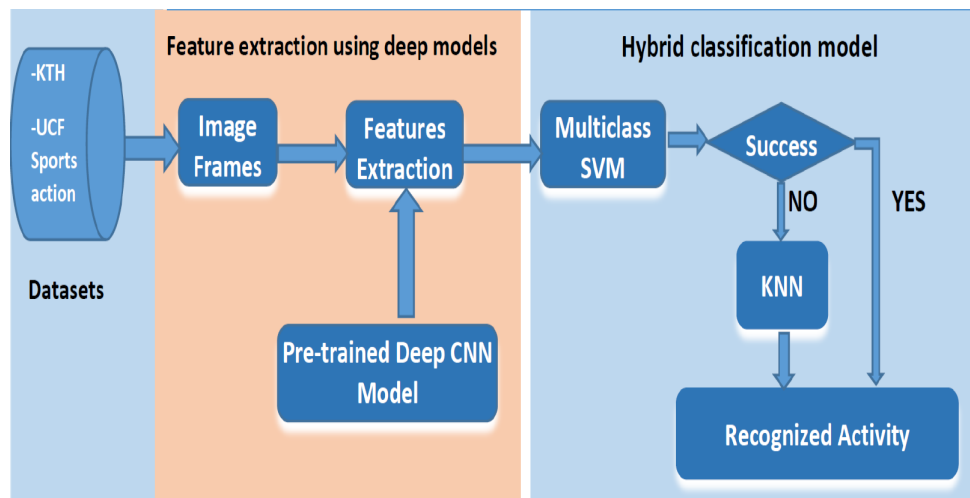 -KTH
-UCF
Sports
action
Datasets
Feature extraction using deep models
Image
Frames
Features
Extraction
Pre-trained Deep CNN
Model
Hybrid classification model
Multiclass
SVM
Success
NO
YES
KNN
Recognized Activity